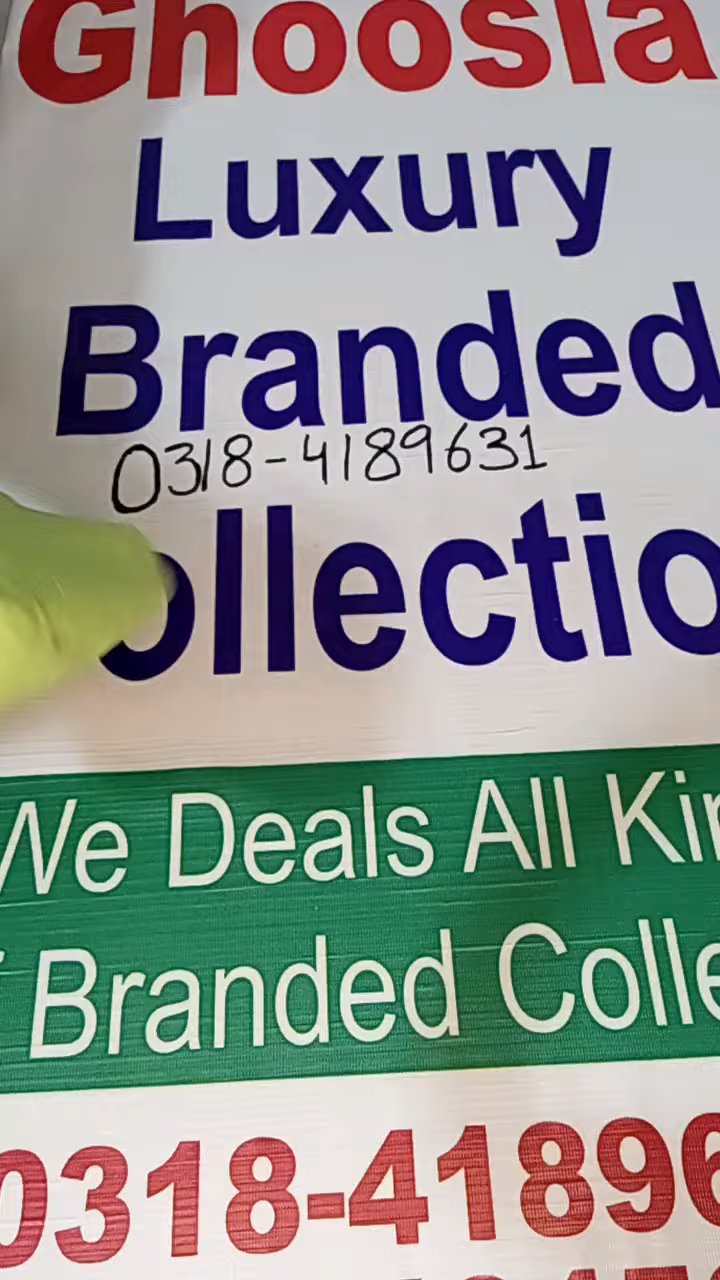 Ghoosia
Luxury
Branded
0318-4189631
ollectio
We Deals All Kin
Branded Colle
0318-41896